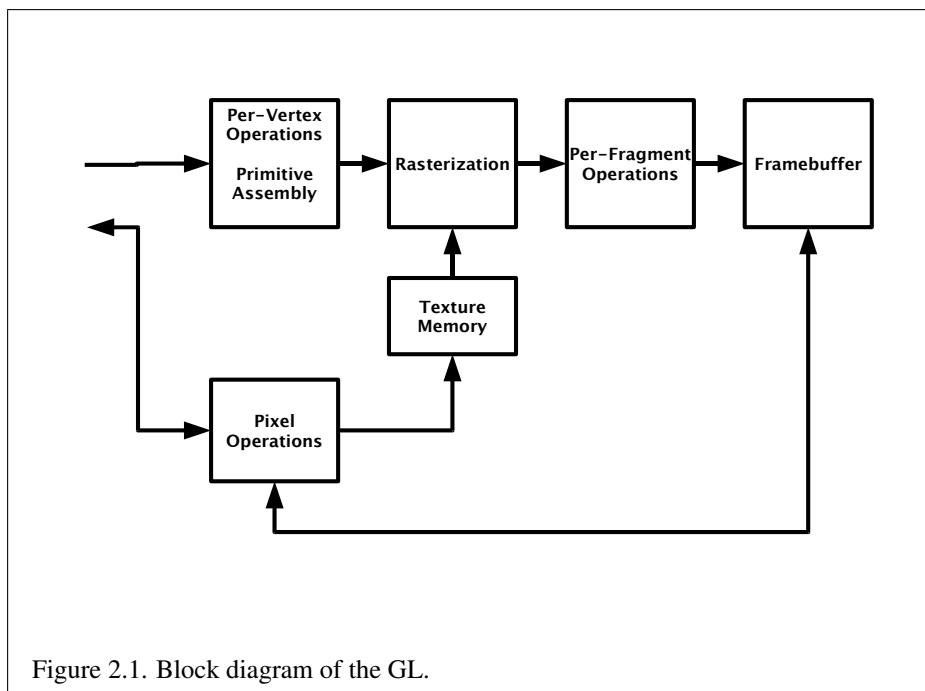 Per-Vertex
Operations
Primitive
Assembly
Rasterization
Per-Fragment
Operations
Framebuffer
Texture
Memory
Pixel
Operations
Figure 2.1. Block diagram of the GL.